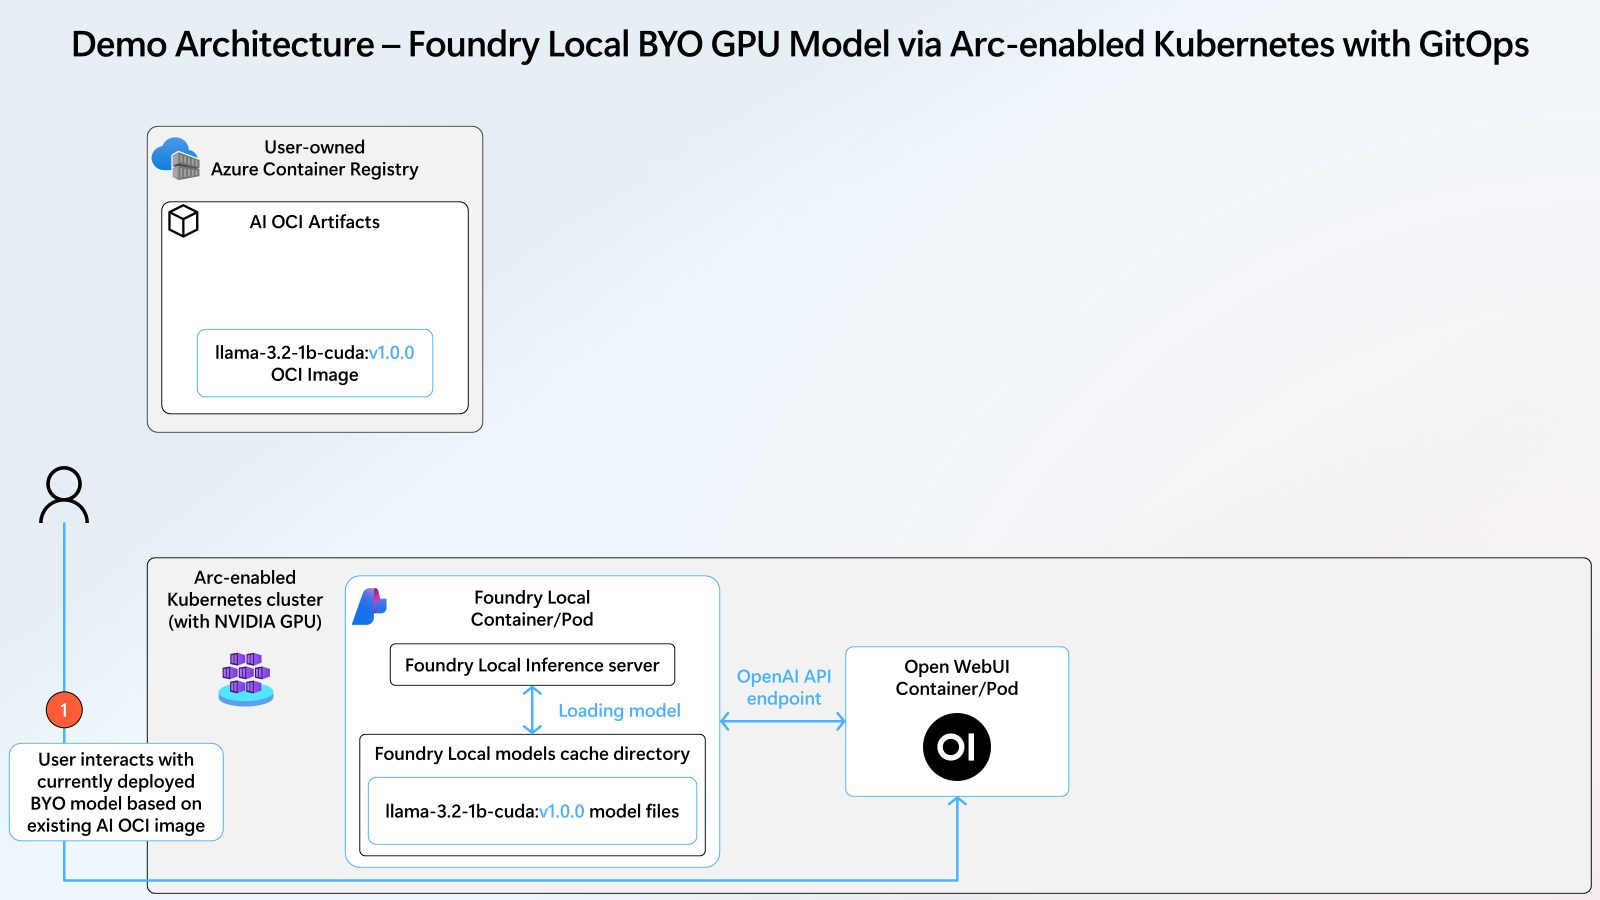 Demo Architecture – Foundry Local BYO GPU Model via Arc-enabled Kubernetes with GitOps
User-owned
Azure Container Registry
AI OCI Artifacts
llama-3.2-1b-cuda:v1.0.0
OCI Image
Arc-enabled
Kubernetes cluster
(with NVIDIA GPU)
Foundry Local
Container/Pod
Foundry Local Inference server
Loading model
Foundry Local models cache directory
llama-3.2-1b-cuda:v1.0.0 model files
OpenAI API
endpoint
Open WebUI
Container/Pod
OI
1
User interacts with
currently deployed
BYO model based on
existing AI OCI image